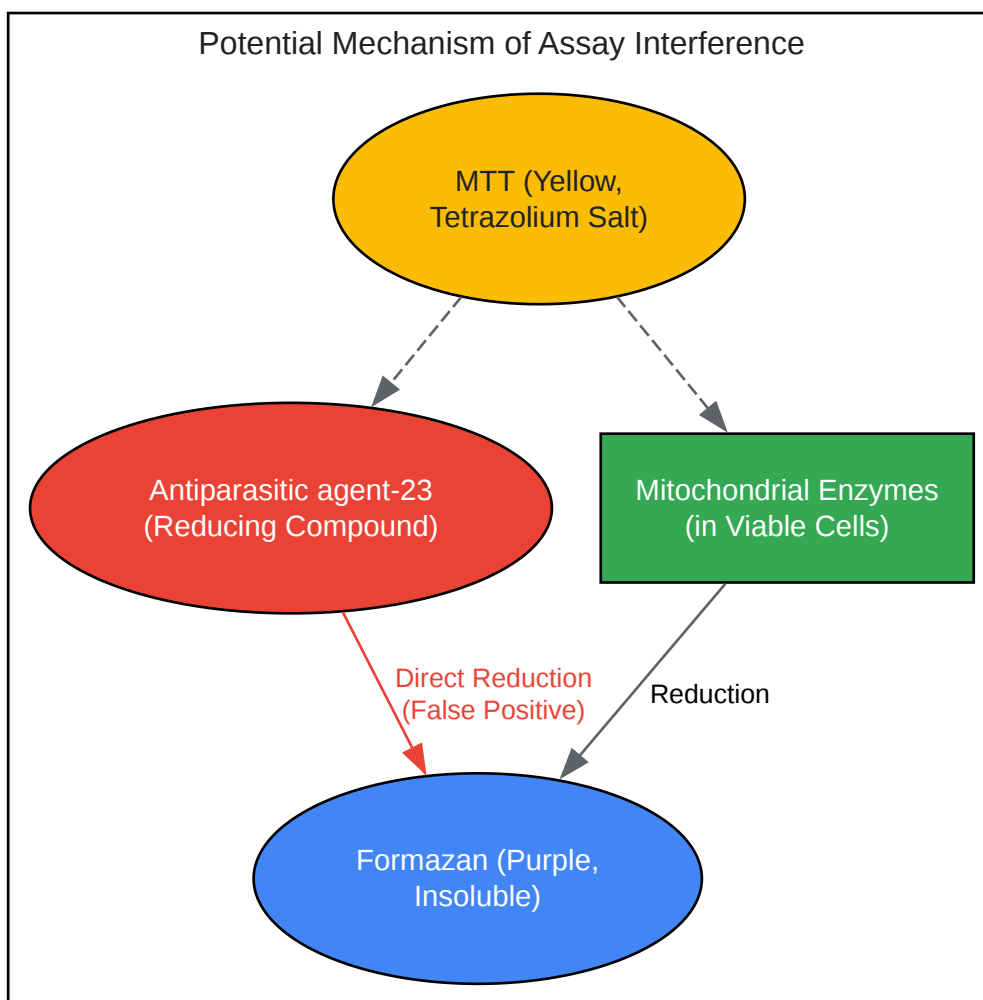 Potential Mechanism of Assay Interference
MTT (Yellow,
Tetrazolium Salt)
Antiparasitic agent-23
(Reducing Compound)
Mitochondrial Enzymes
(in Viable Cells)
Direct Reduction
(False Positive)
Reduction
Formazan (Purple,
Insoluble)